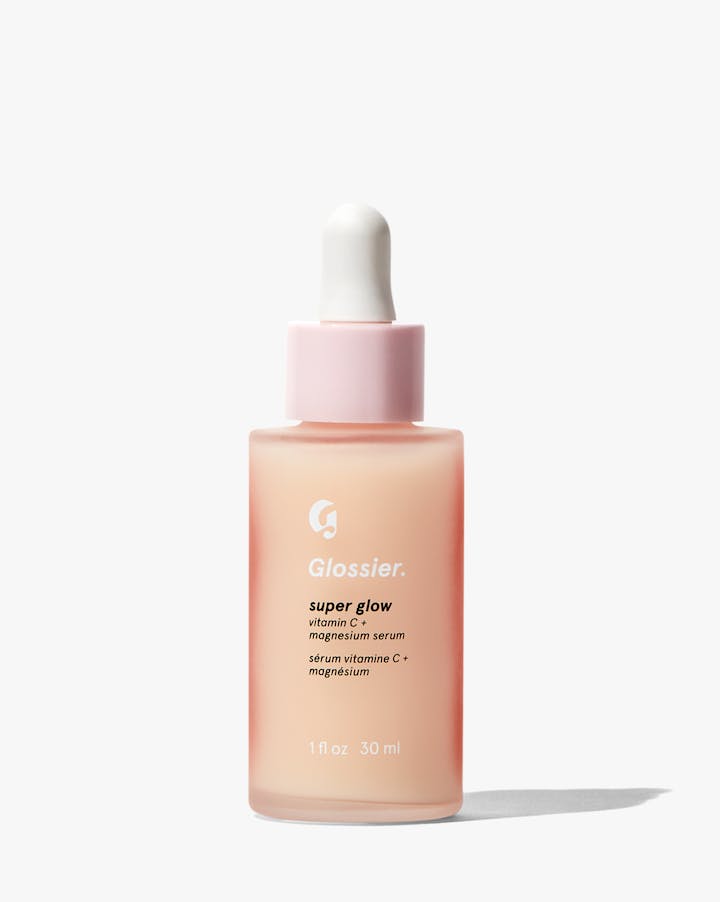 Glossier.
super glow
vitamin C +
magnesium serum
sérum vitamine C +
magnésium
1 fl oz 30 ml